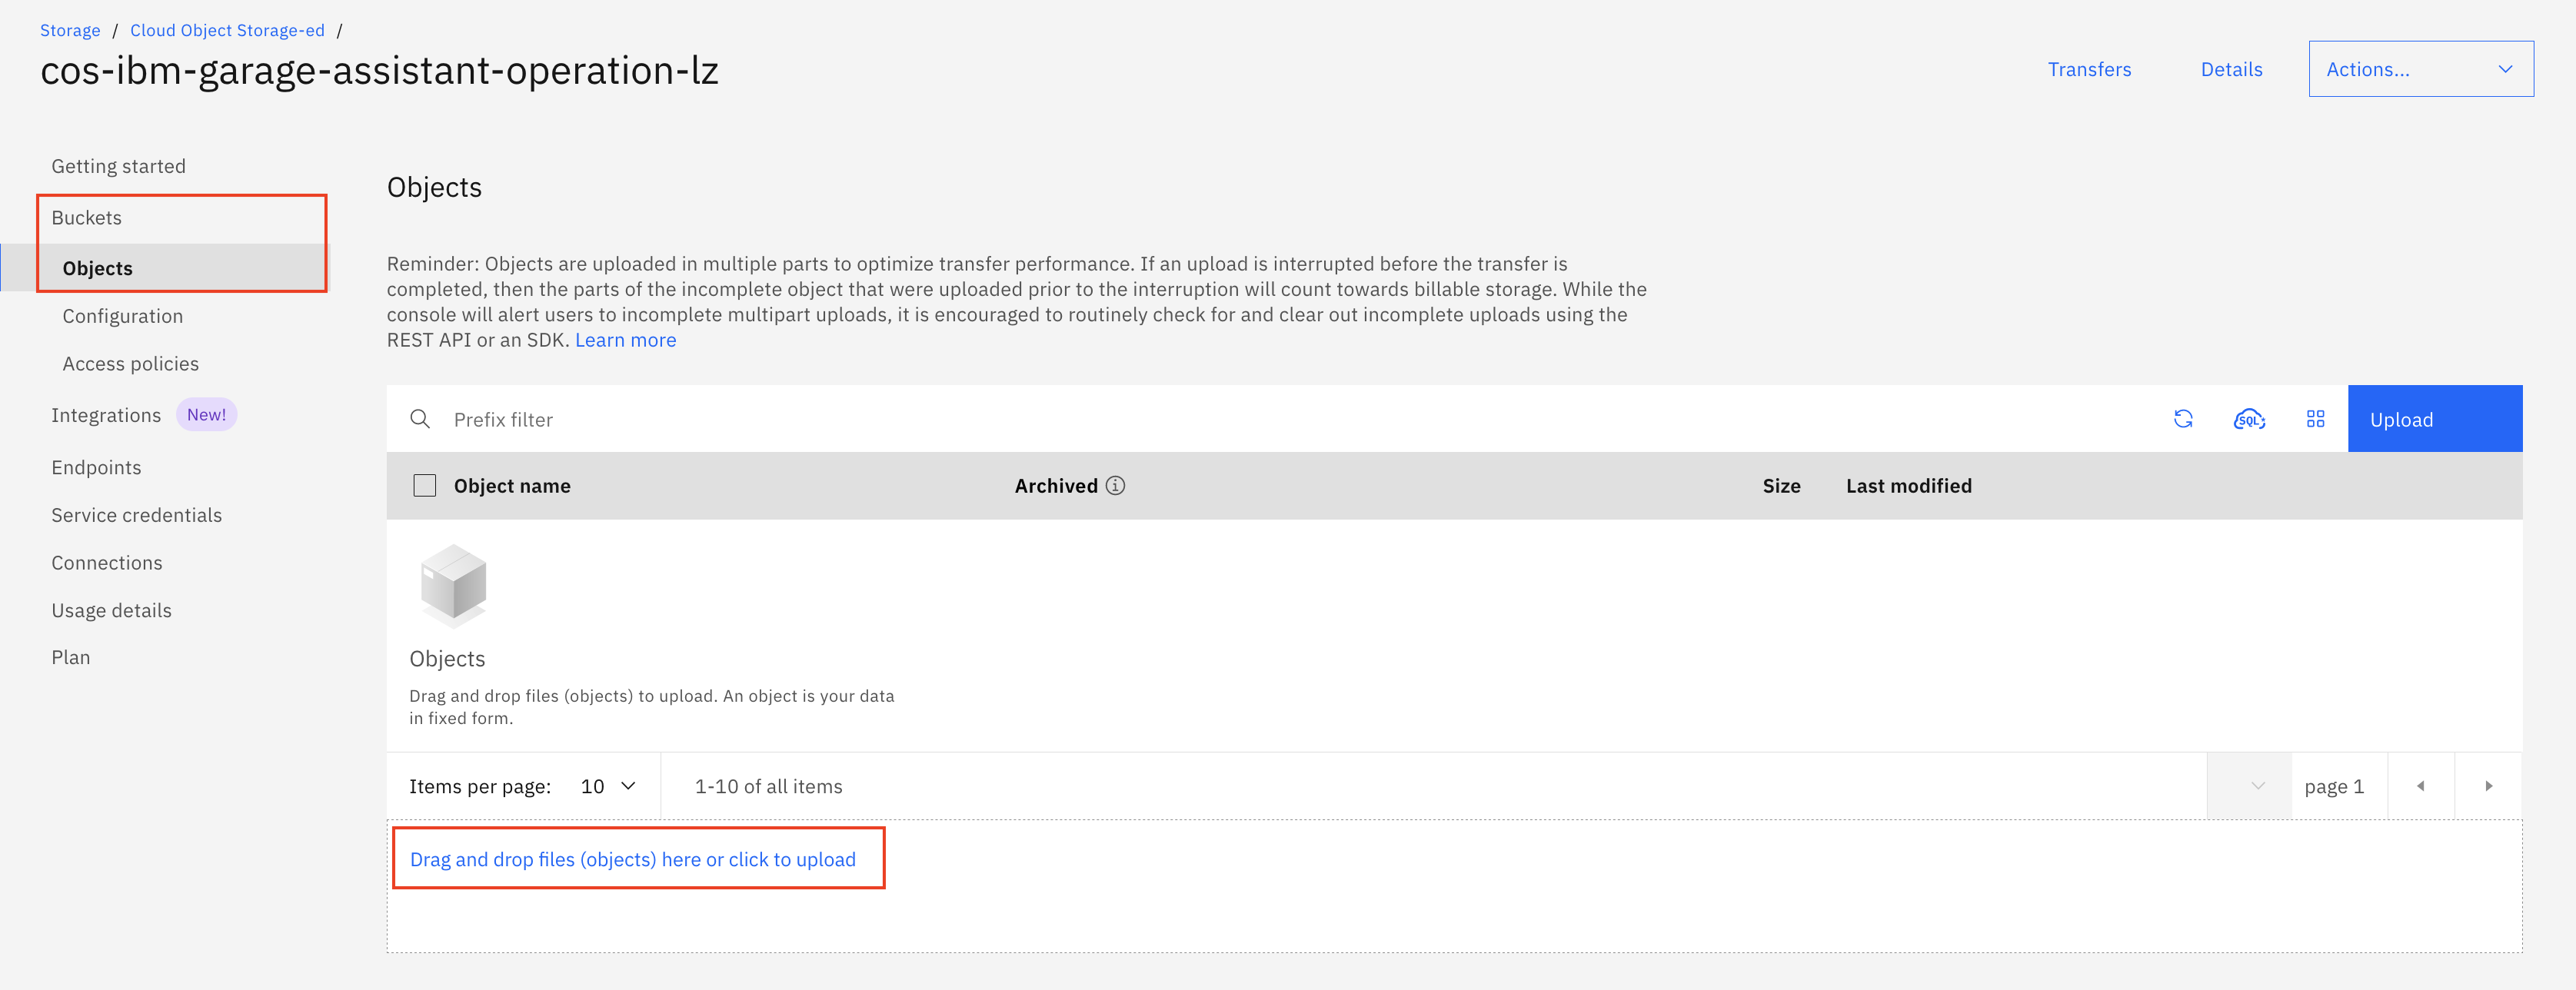 Storage / Cloud Object Storage-ed /
cos-ibm-garage-assistant-operation-lz
Transfers
Details
Actions...
Getting started
Buckets
Objects
Configuration
Access policies
Integrations New!
Endpoints
Service credentials
Connections
Usage details
Plan
Objects
Reminder: Objects are uploaded in multiple parts to optimize transfer performance. If an upload is interrupted before the transfer is
completed, then the parts of the incomplete object that were uploaded prior to the interruption will count towards billable storage. While the
console will alert users to incomplete multipart uploads, it is encouraged to routinely check for and clear out incomplete uploads using the
REST API or an SDK. Learn more
Prefix filter
SQL
Upload
Object name
Archived
Size
Last modified
Objects
Drag and drop files (objects) to upload. An object is your data
in fixed form.
Items per page: 10
1-10 of all items
page 1
Drag and drop files (objects) here or click to upload